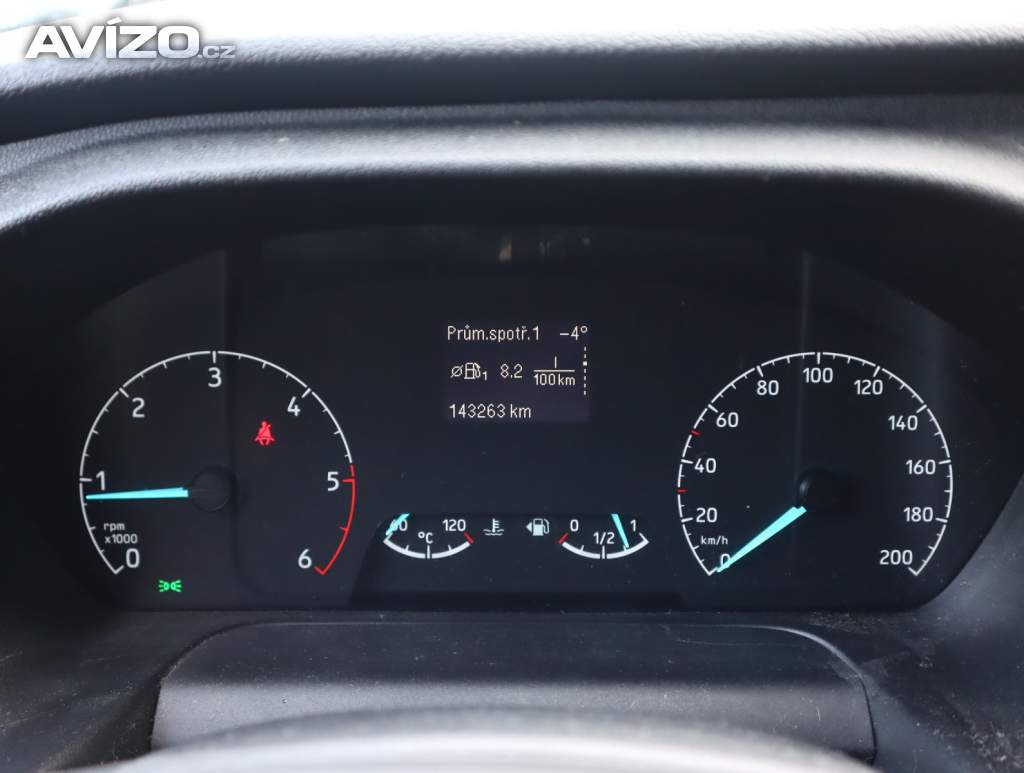 AVÍZO.cz
Prům.spotř.1 -4°
1 8.2 l/100km
143263 km
0 1 2 3 4 5 6
rpm
x1000
60 120
°C
0 1/2 1
0 20 40 60 80 100 120 140 160 180 200
km/h